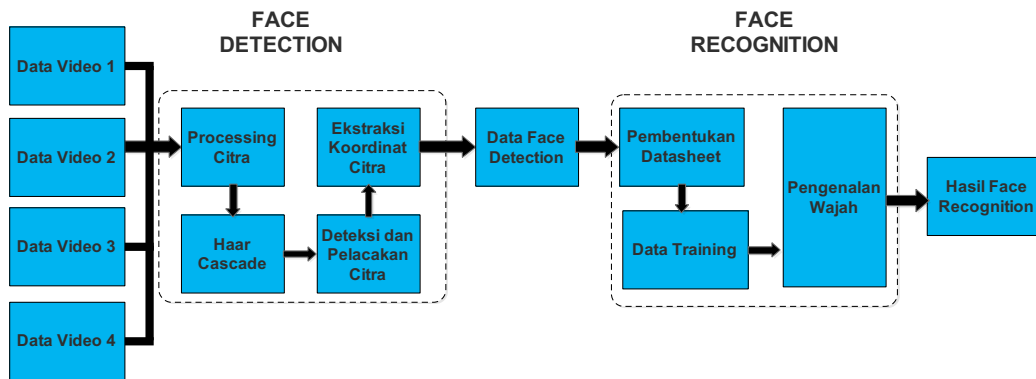 FACE
DETECTION
FACE
RECOGNITION
Data Video 1
Data Video 2
Data Video 3
Data Video 4
Processing
Citra
Haar
Cascade
Deteksi dan
Pelacakan
Citra
Ekstraksi
Koordinat
Citra
Data Face
Detection
Pembentukan
Datasheet
Data Training
Pengenalan
Wajah
Hasil Face
Recognition